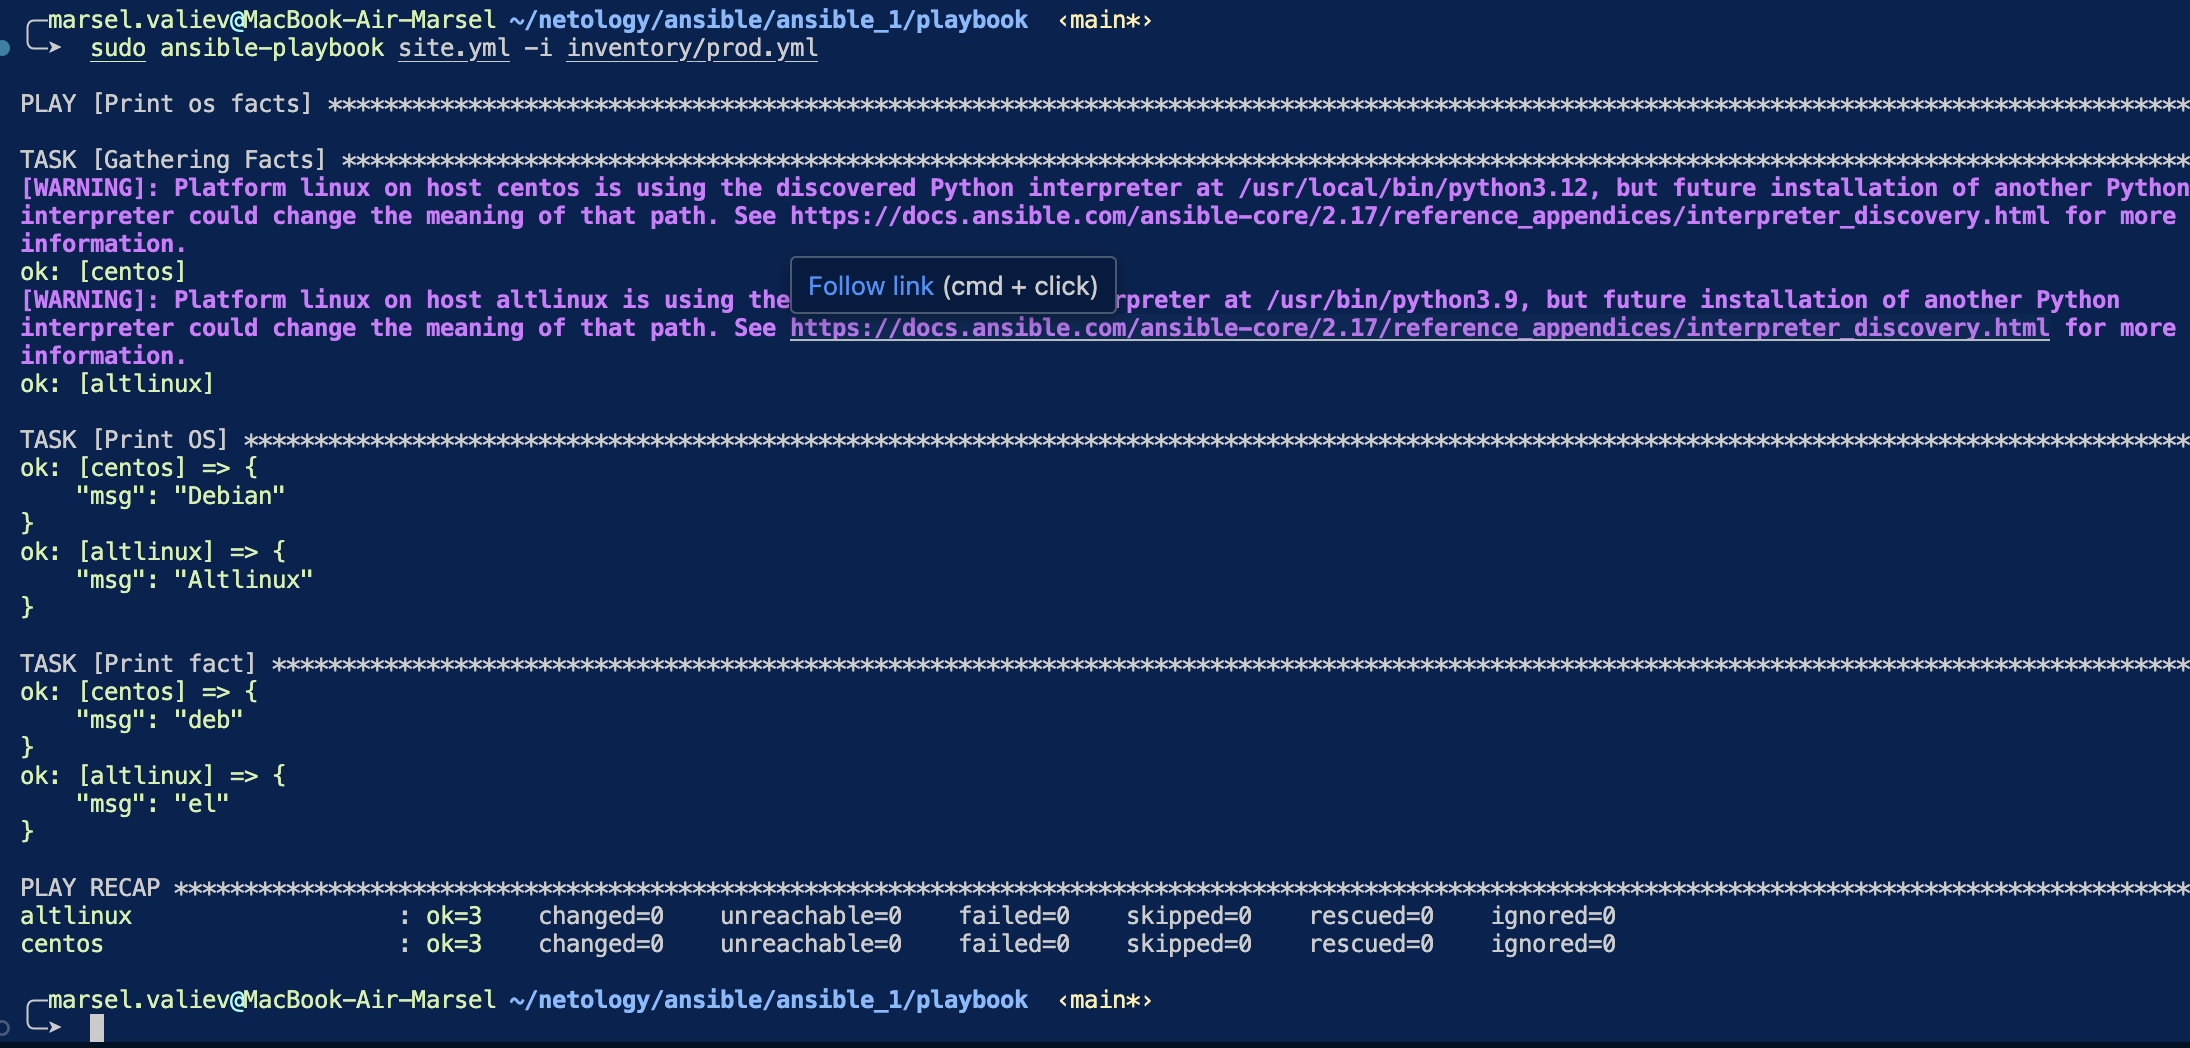 marsel.valiev@MacBook-Air-Marsel ~/netology/ansible/ansible_1/playbook ‹main*›
sudo ansible-playbook site.yml -i inventory/prod.yml
PLAY [Print os facts] *************************************************************************************************************************************
TASK [Gathering Facts] ************************************************************************************************************************************
[WARNING]: Platform linux on host centos is using the discovered Python interpreter at /usr/local/bin/python3.12, but future installation of another Python
interpreter could change the meaning of that path. See https://docs.ansible.com/ansible-core/2.17/reference_appendices/interpreter_discovery.html for more
information.
ok: [centos]
Follow link (cmd + click)
[WARNING]: Platform linux on host altlinux is using the rpreter at /usr/bin/python3.9, but future installation of another Python
interpreter could change the meaning of that path. See https://docs.ansible.com/ansible-core/2.17/reference_appendices/interpreter_discovery.html for more
information.
ok: [altlinux]
TASK [Print OS] *******************************************************************************************************************************************
ok: [centos] => {
    "msg": "Debian"
}
ok: [altlinux] => {
    "msg": "Altlinux"
}
TASK [Print fact] *****************************************************************************************************************************************
ok: [centos] => {
    "msg": "deb"
}
ok: [altlinux] => {
    "msg": "el"
}
PLAY RECAP ************************************************************************************************************************************************
altlinux                   : ok=3    changed=0    unreachable=0    failed=0    skipped=0    rescued=0    ignored=0
centos                     : ok=3    changed=0    unreachable=0    failed=0    skipped=0    rescued=0    ignored=0
marsel.valiev@MacBook-Air-Marsel ~/netology/ansible/ansible_1/playbook ‹main*›